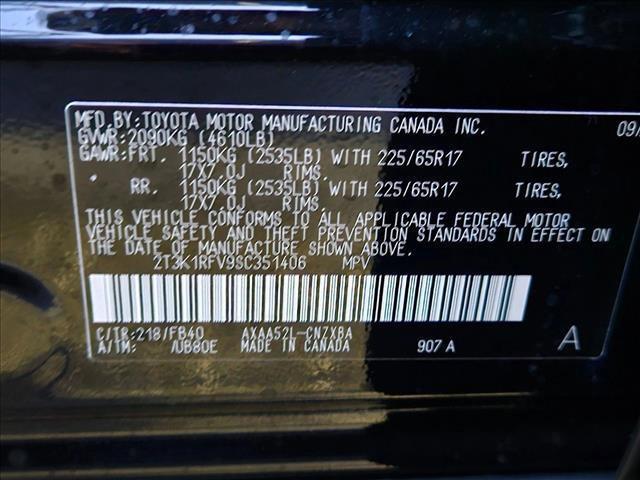 MFD.BY:TOYOTA MOTOR MANUFACTURING CANADA INC. 09/
GVWR:2090KG (4610LB)
GAWR:FRT. 1150KG (2535LB) WITH 225/65R17 TIRES,
17X7.0J RIMS.
RR. 1150KG (2535LB) WITH 225/65R17 TIRES,
17X7.0J RIMS.
THIS VEHICLE CONFORMS TO ALL APPLICABLE FEDERAL MOTOR
VEHICLE SAFETY AND THEFT PREVENTION STANDARDS IN EFFECT ON
THE DATE OF MANUFACTURE SHOWN ABOVE.
2T3K1RFV9SC351406 MPV
C/TR:218/FB40 AXAA52L-CNZXBA
A/TM: /UB80E MADE IN CANADA 907 A A